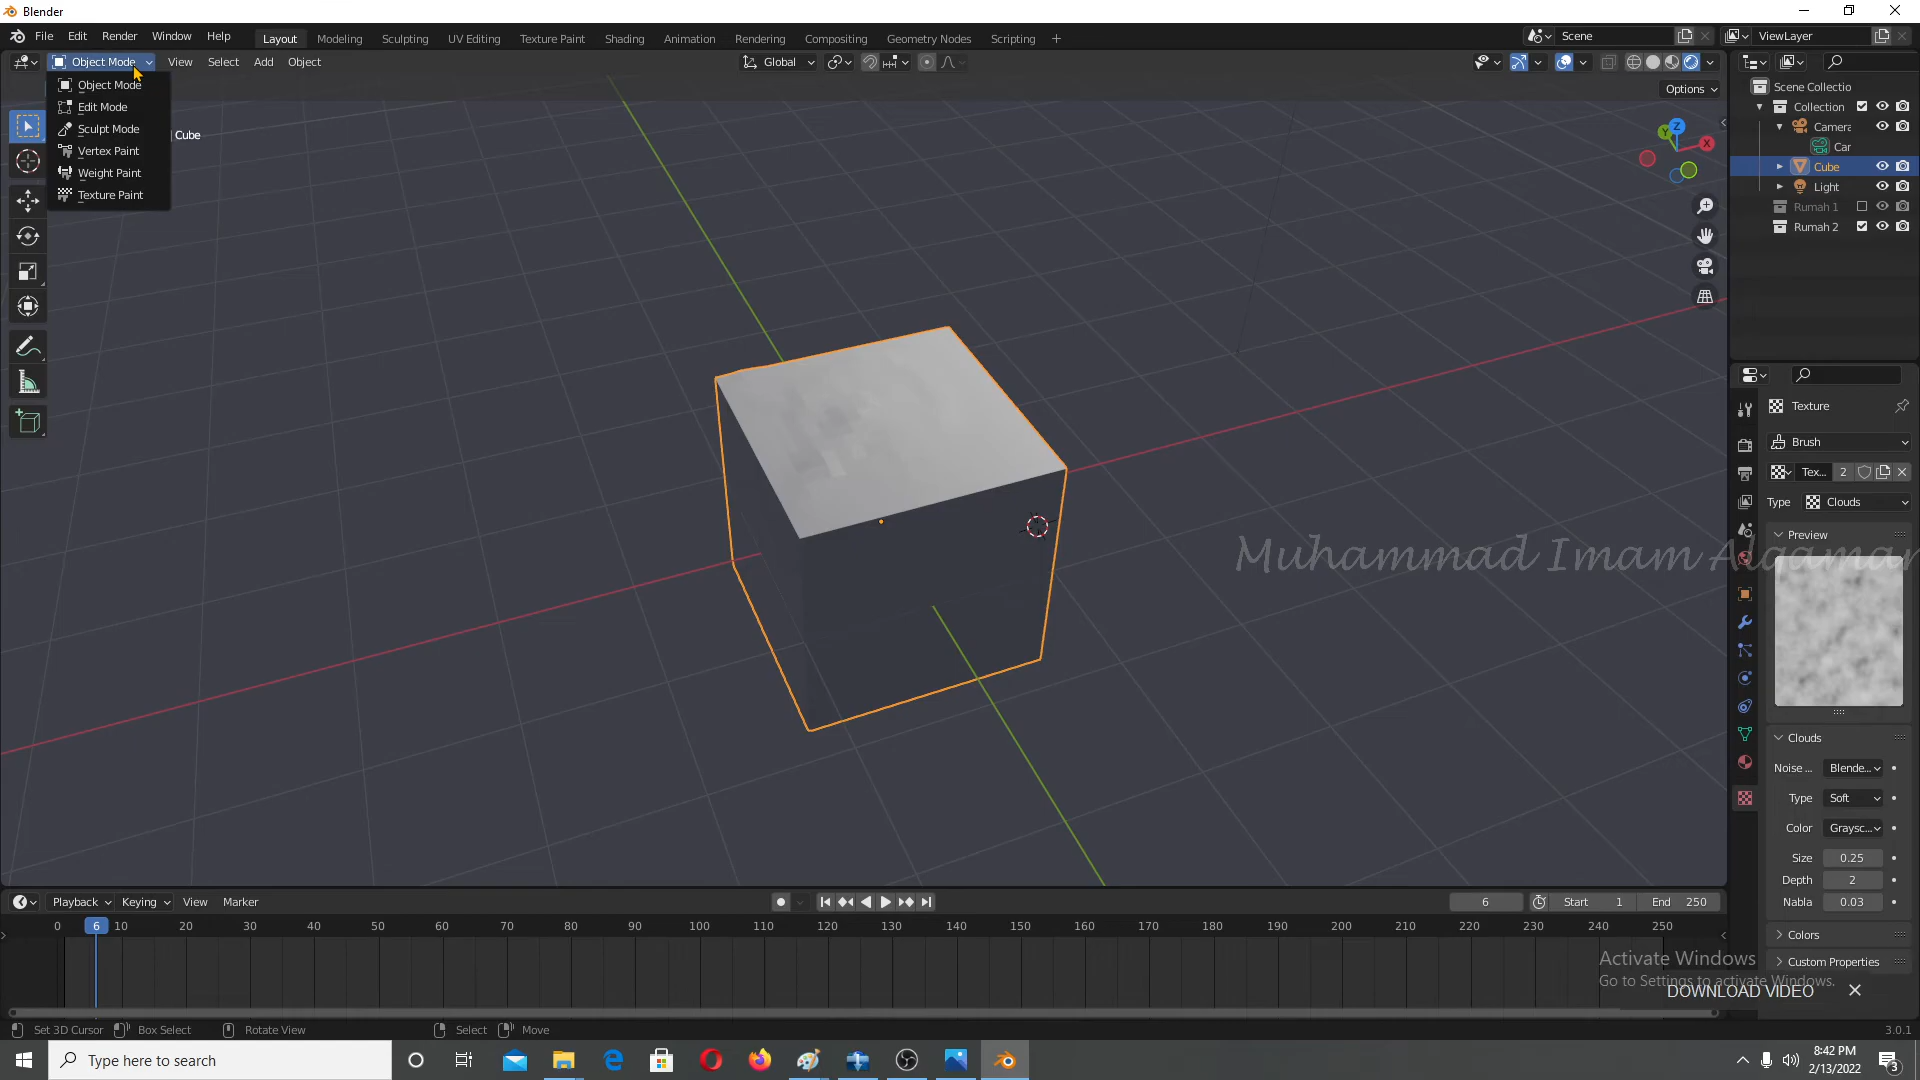 Blender
File Edit Render Window Help Layout Modeling Sculpting UV Editing Texture Paint Shading Animation Rendering Compositing Geometry Nodes Scripting + Scene ViewLayer
Object Mode View Select Add Object Global
Options
Object Mode
Edit Mode
Sculpt Mode
Vertex Paint
Weight Paint
Texture Paint
Cube
Z
Y
X
Scene Collectio
Collection
Camera
Car
Cube
Light
Rumah 1
Rumah 2
Texture
Brush
Tex... 2
Type Clouds
Preview
Muhammad Imam Alqamar
Clouds
Noise ... Blende...
Type Soft
Color Graysc...
Size 0.25
Depth 2
Nabla 0.03
Colors
Custom Properties
Playback Keying View Marker 6 Start 1 End 250
0 6 10 20 30 40 50 60 70 80 90 100 110 120 130 140 150 160 170 180 190 200 210 220 230 240 250
Activate Windows
Go to Settings to activate Windows.
DOWNLOAD VIDEO
Set 3D Cursor Box Select Rotate View Select Move 3.0.1
Type here to search
8:42 PM
2/13/2022
3